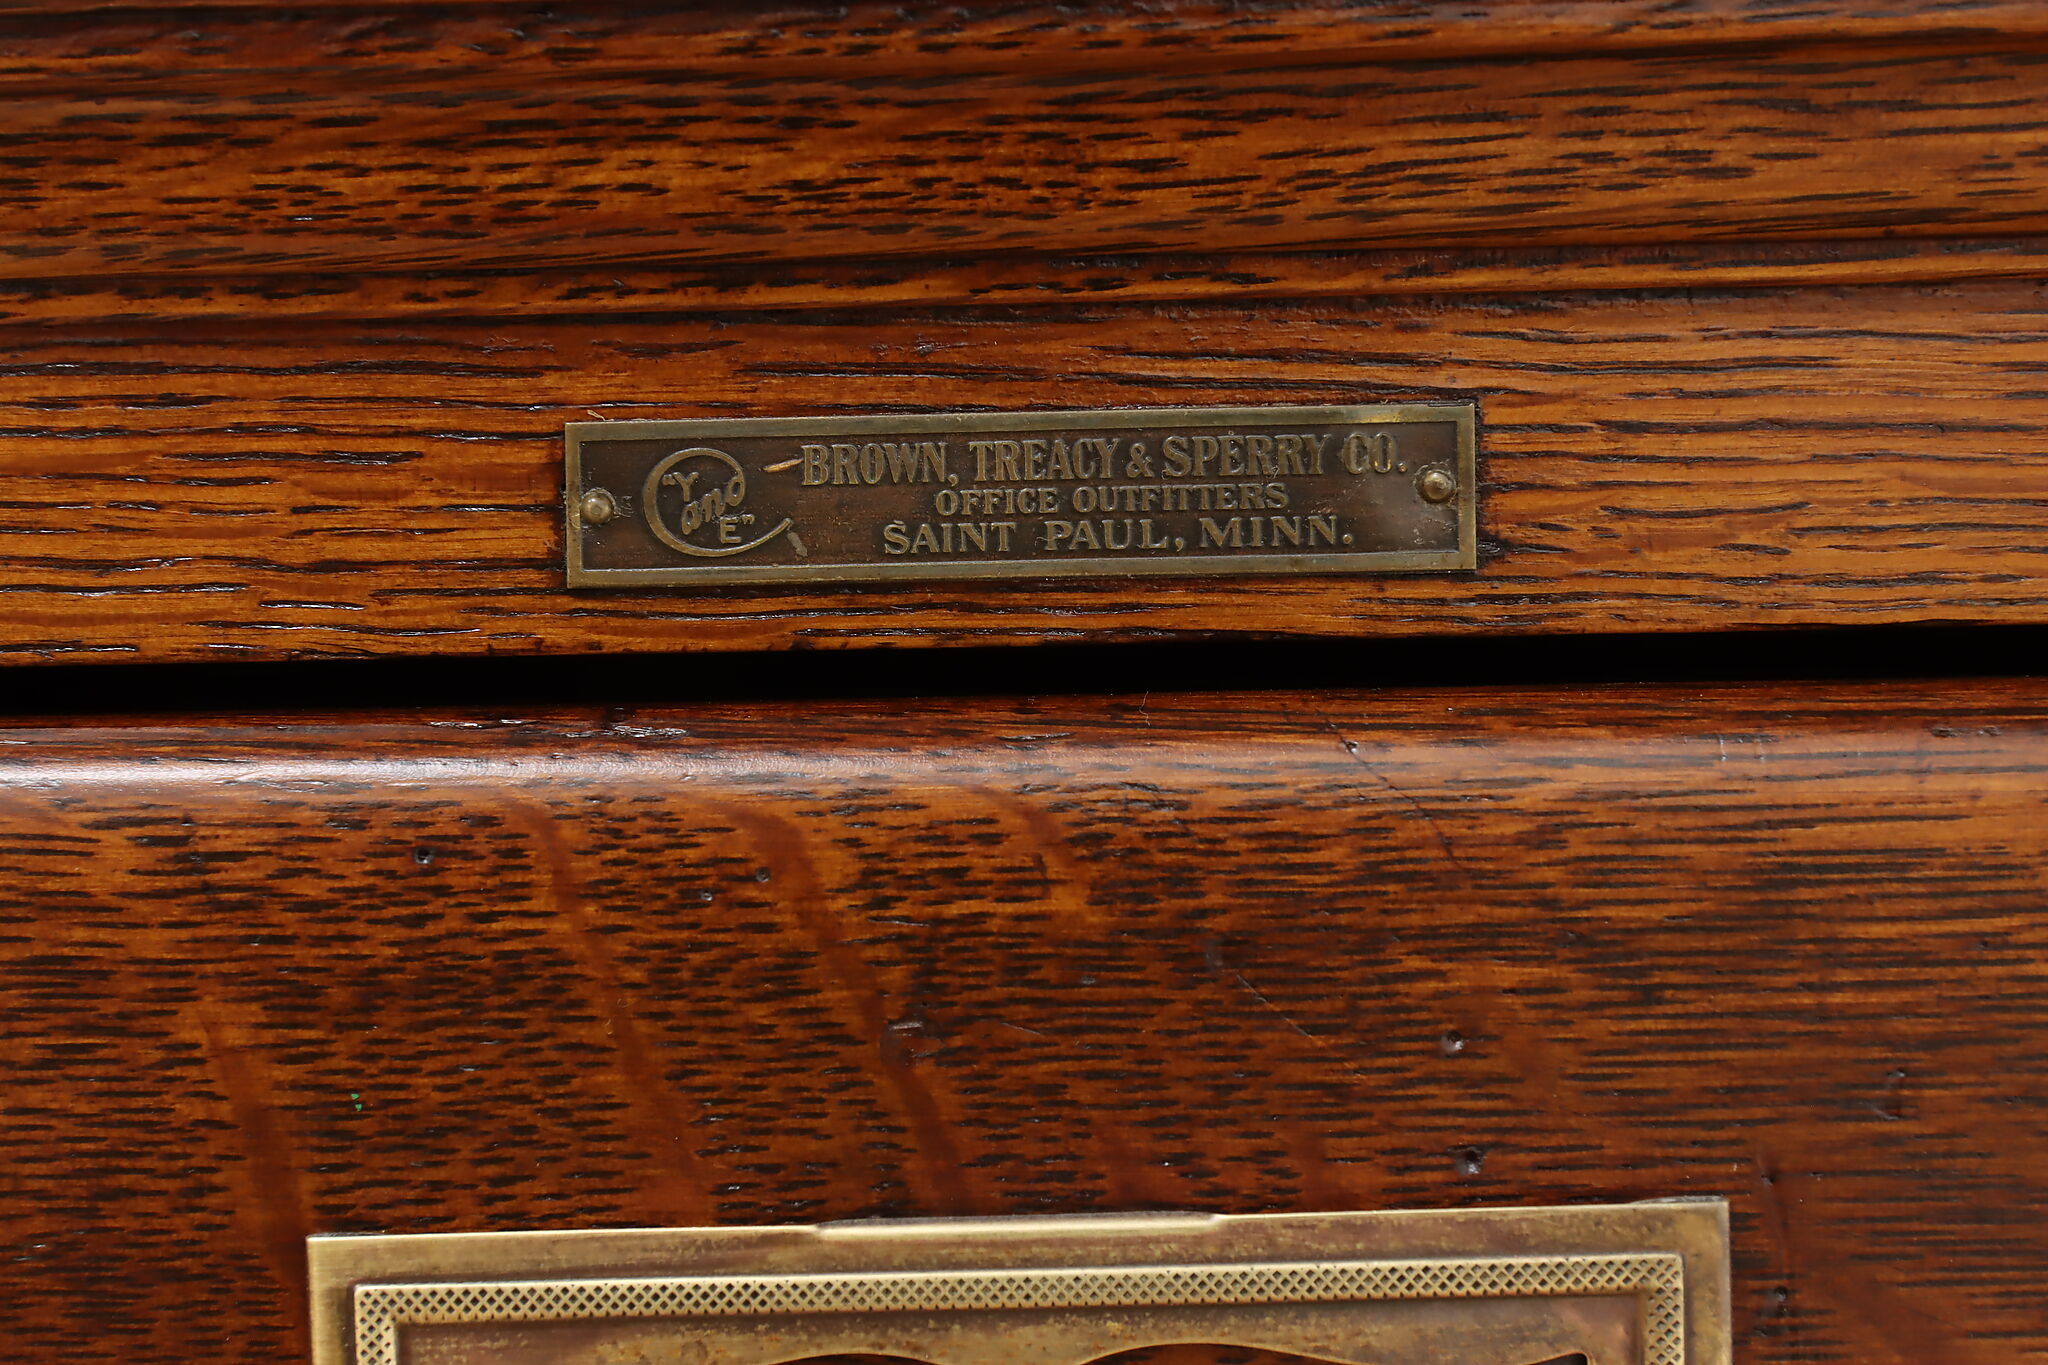 "Y and E"
BROWN, TREACY & SPERRY CO.
OFFICE OUTFITTERS
SAINT PAUL, MINN.